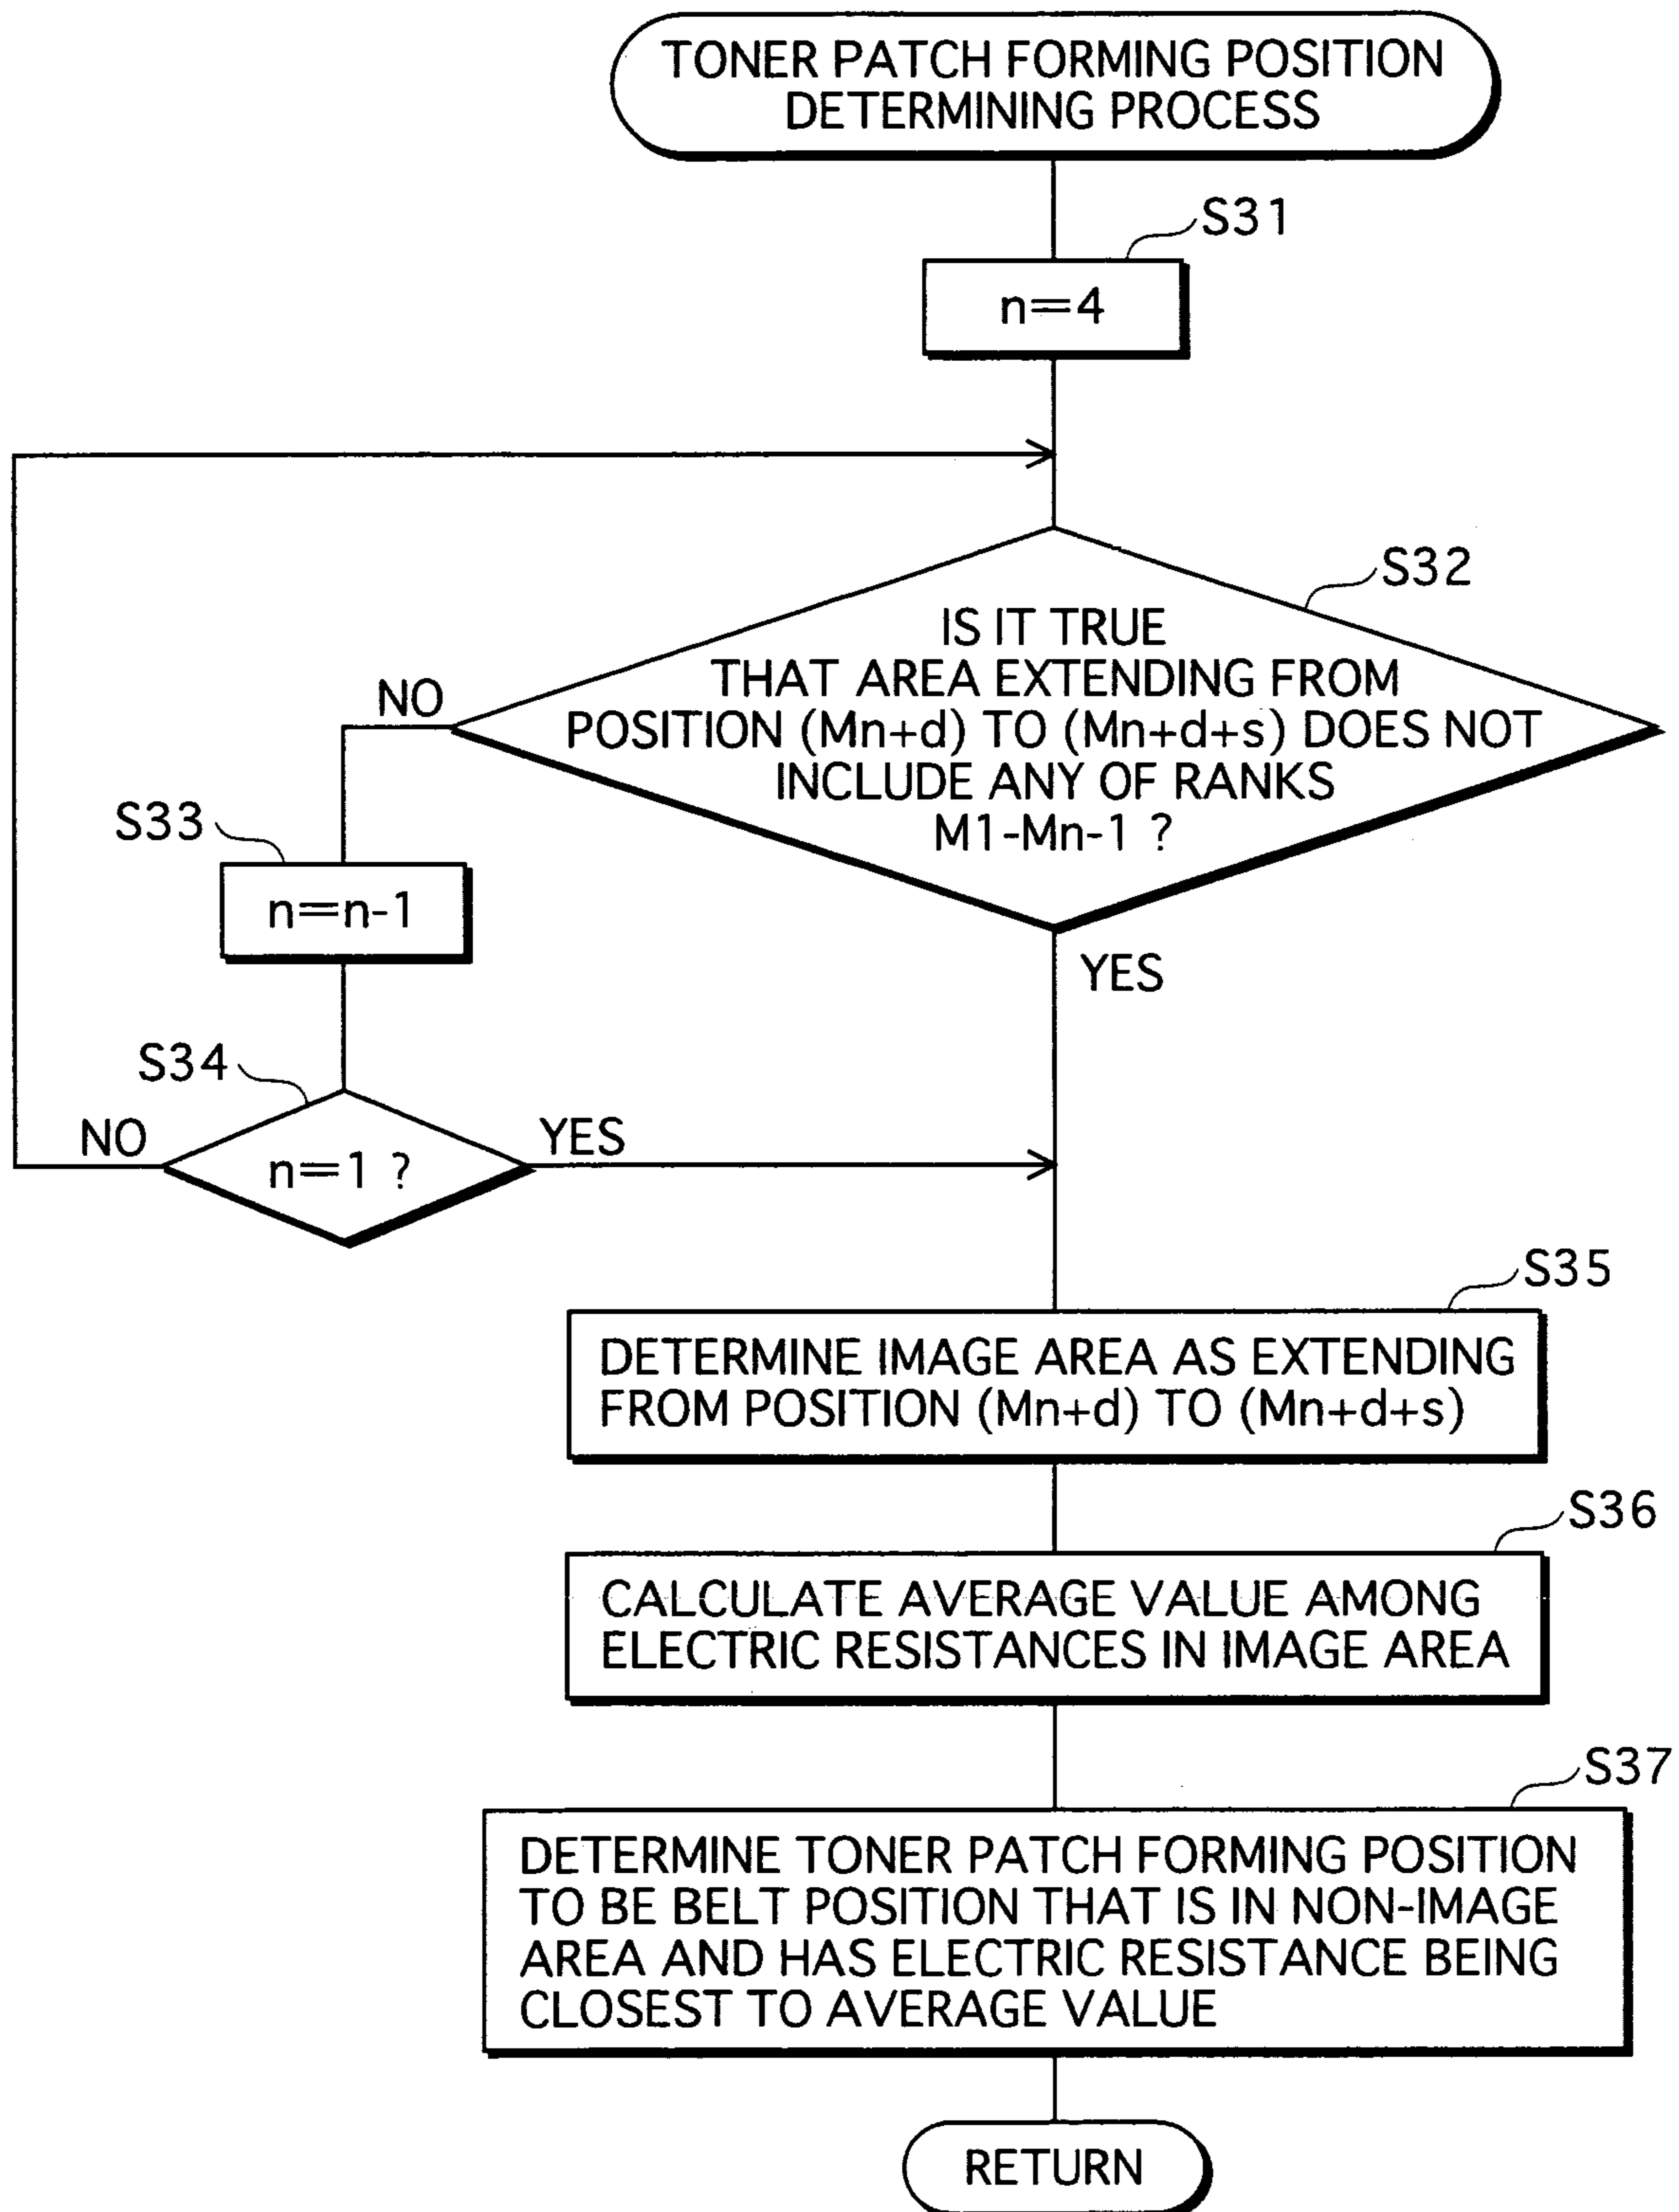 TONER PATCH FORMING POSITION
DETERMINING PROCESS
S31
n=4
S32
IS IT TRUE
THAT AREA EXTENDING FROM
POSITION (Mn+d) TO (Mn+d+s) DOES NOT
INCLUDE ANY OF RANKS
M1-Mn-1 ?
NO
YES
S33
n=n-1
S34
n=1 ?
NO
YES
S35
DETERMINE IMAGE AREA AS EXTENDING
FROM POSITION (Mn+d) TO (Mn+d+s)
S36
CALCULATE AVERAGE VALUE AMONG
ELECTRIC RESISTANCES IN IMAGE AREA
S37
DETERMINE TONER PATCH FORMING POSITION
TO BE BELT POSITION THAT IS IN NON-IMAGE
AREA AND HAS ELECTRIC RESISTANCE BEING
CLOSEST TO AVERAGE VALUE
RETURN